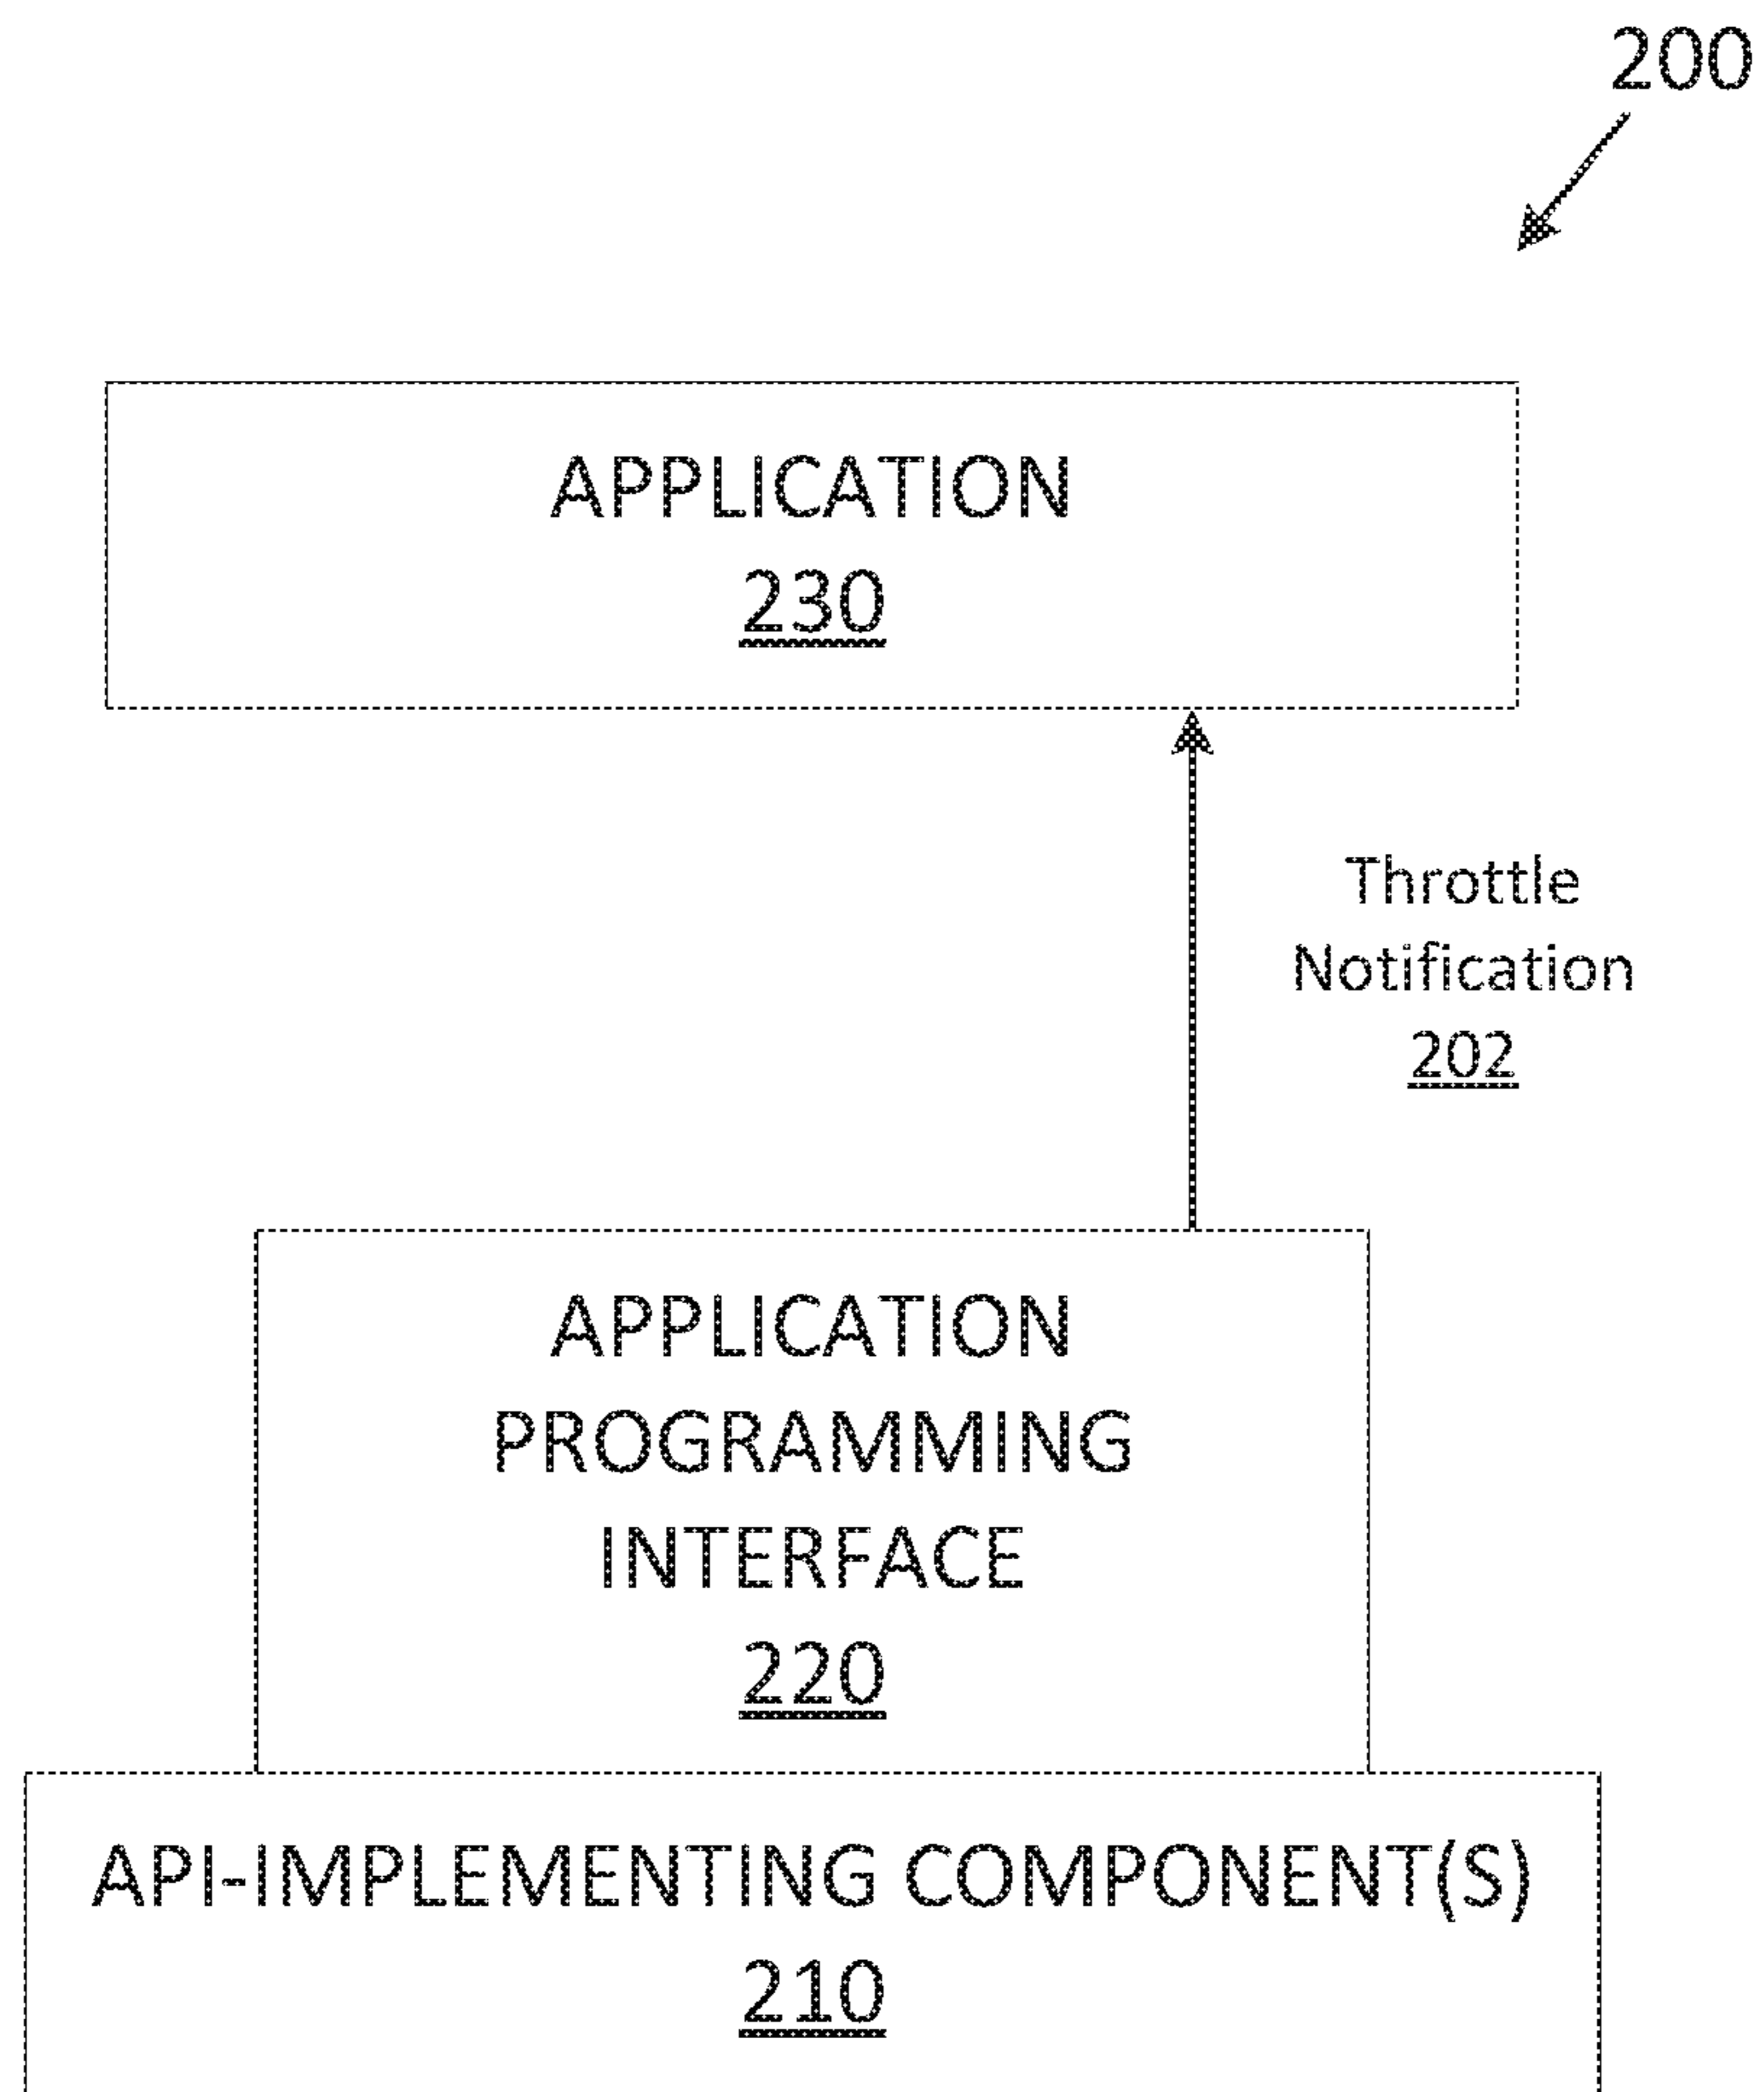 200
APPLICATION
230
Throttle
Notification
202
APPLICATION
PROGRAMMING
INTERFACE
220
API-IMPLEMENTING COMPONENT(S)
210